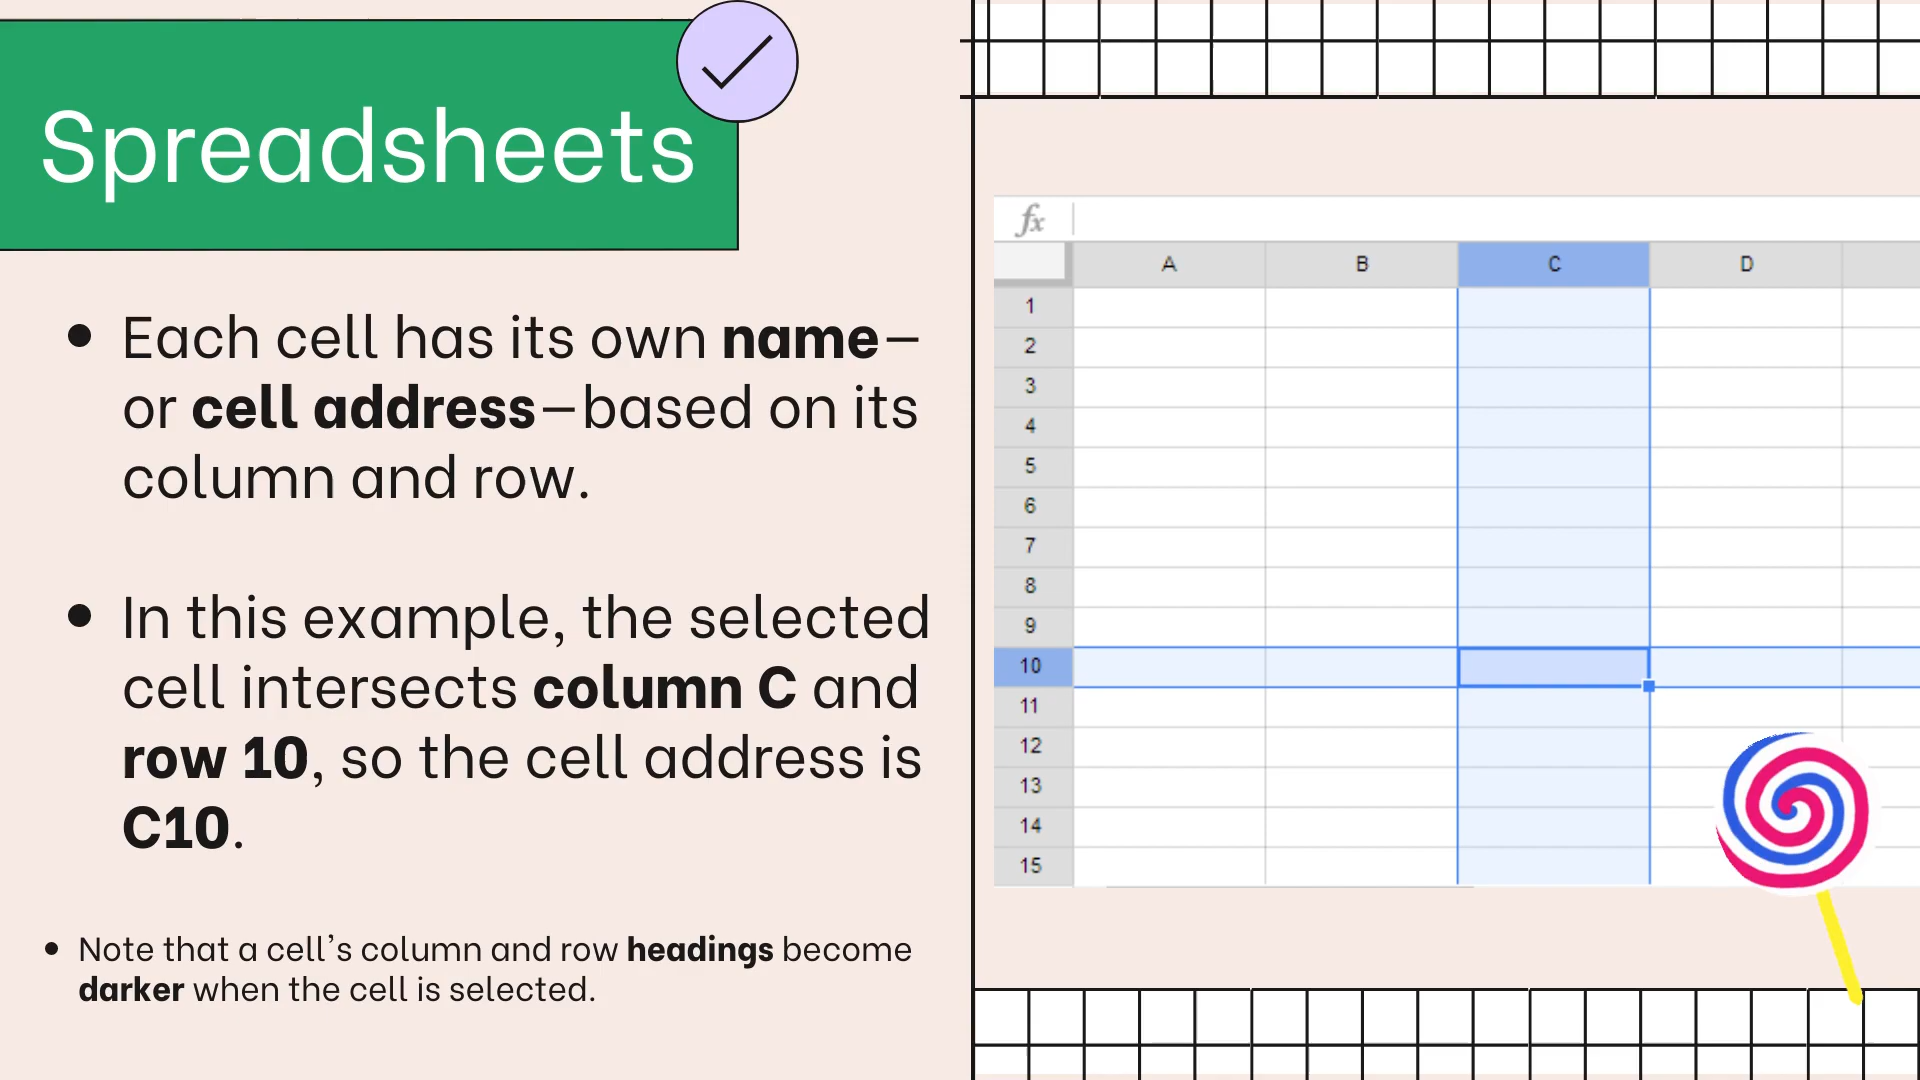 Spreadsheets
• Each cell has its own name–
or cell address–based on its
column and row.
• In this example, the selected
cell intersects column C and
row 10, so the cell address is
C10.
• Note that a cell's column and row headings become
darker when the cell is selected.
fx
A B C D
1
2
3
4
5
6
7
8
9
10
11
12
13
14
15